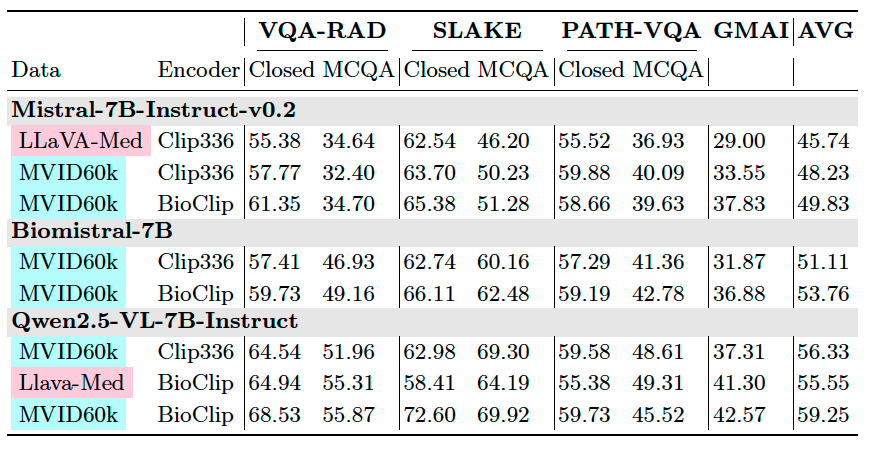 VQA-RAD SLAKE PATH-VQA GMAI AVG
Data Encoder Closed MCQA Closed MCQA Closed MCQA
Mistral-7B-Instruct-v0.2
LLaVA-Med Clip336 55.38 34.64 62.54 46.20 55.52 36.93 29.00 45.74
MVID60k Clip336 57.77 32.40 63.70 50.23 59.88 40.09 33.55 48.23
MVID60k BioClip 61.35 34.70 65.38 51.28 58.66 39.63 37.83 49.83
Biomistral-7B
MVID60k Clip336 57.41 46.93 62.74 60.16 57.29 41.36 31.87 51.11
MVID60k BioClip 59.73 49.16 66.11 62.48 59.19 42.78 36.88 53.76
Qwen2.5-VL-7B-Instruct
MVID60k Clip336 64.54 51.96 62.98 69.30 59.58 48.61 37.31 56.33
Llava-Med BioClip 64.94 55.31 58.41 64.19 55.38 49.31 41.30 55.55
MVID60k BioClip 68.53 55.87 72.60 69.92 59.73 45.52 42.57 59.25